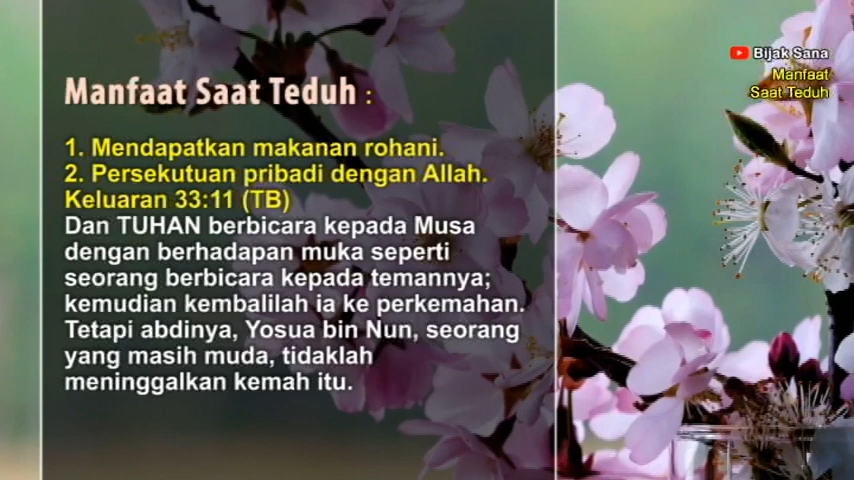 Manfaat Saat Teduh :
1. Mendapatkan makanan rohani.
2. Persekutuan pribadi dengan Allah.
Keluaran 33:11 (TB)
Dan TUHAN berbicara kepada Musa
dengan berhadapan muka seperti
seorang berbicara kepada temannya;
kemudian kembalilah ia ke perkemahan.
Tetapi abdinya, Yosua bin Nun, seorang
yang masih muda, tidaklah
meninggalkan kemah itu.
Bijak Sana
Manfaat
Saat Teduh